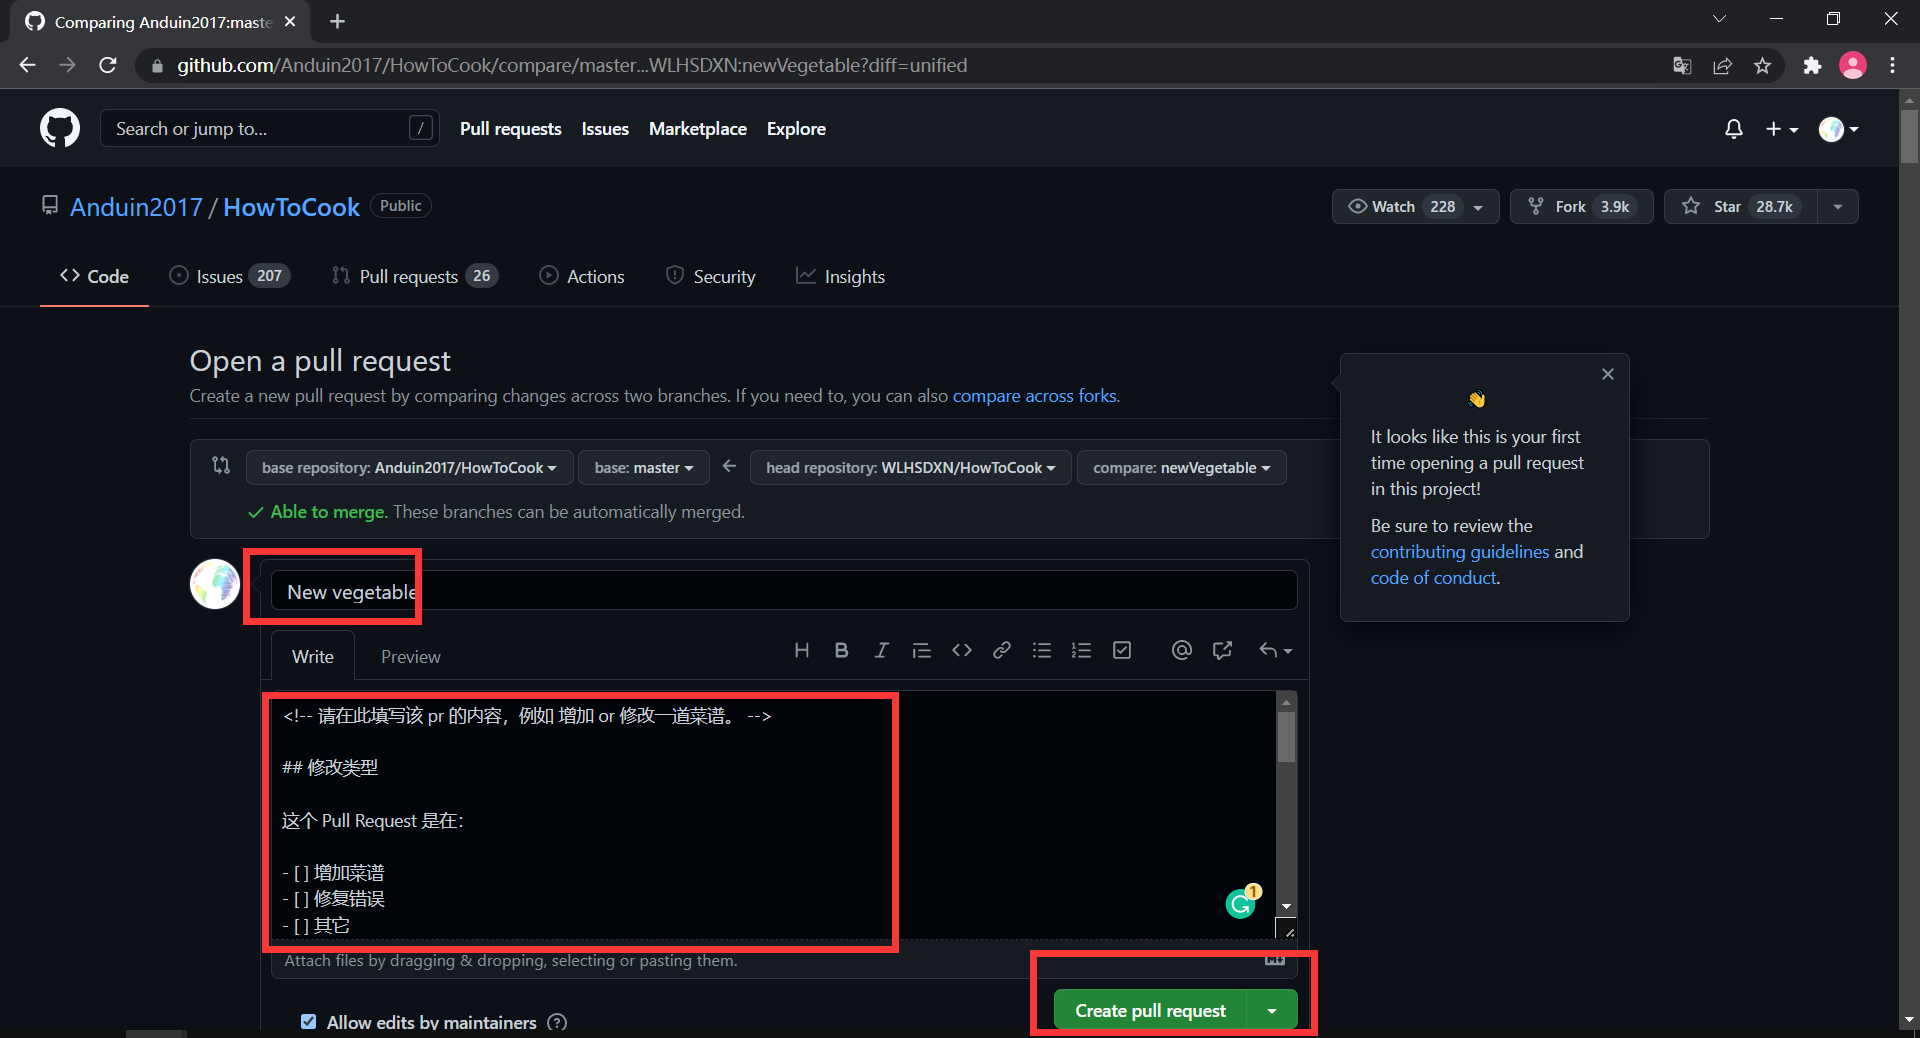 Comparing Anduin2017:maste
github.com/Anduin2017/HowToCook/compare/master...WLHSDXN:newVegetable?diff=unified
Search or jump to... /
Pull requests Issues Marketplace Explore
Anduin2017 / HowToCook Public
Watch 228 Fork 3.9k Star 28.7k
Code Issues 207 Pull requests 26 Actions Security Insights
Open a pull request
Create a new pull request by comparing changes across two branches. If you need to, you can also compare across forks.
base repository: Anduin2017/HowToCook base: master head repository: WLHSDXN/HowToCook compare: newVegetable
Able to merge. These branches can be automatically merged.
It looks like this is your first
time opening a pull request
in this project!
Be sure to review the
contributing guidelines and
code of conduct.
New vegetable
Write Preview
<!-- 请在此填写该 pr 的内容，例如 增加 or 修改一道菜谱。 -->
## 修改类型
这个 Pull Request 是在：
- [ ] 增加菜谱
- [ ] 修复错误
- [ ] 其它
1
Attach files by dragging & dropping, selecting or pasting them.
Create pull request
Allow edits by maintainers